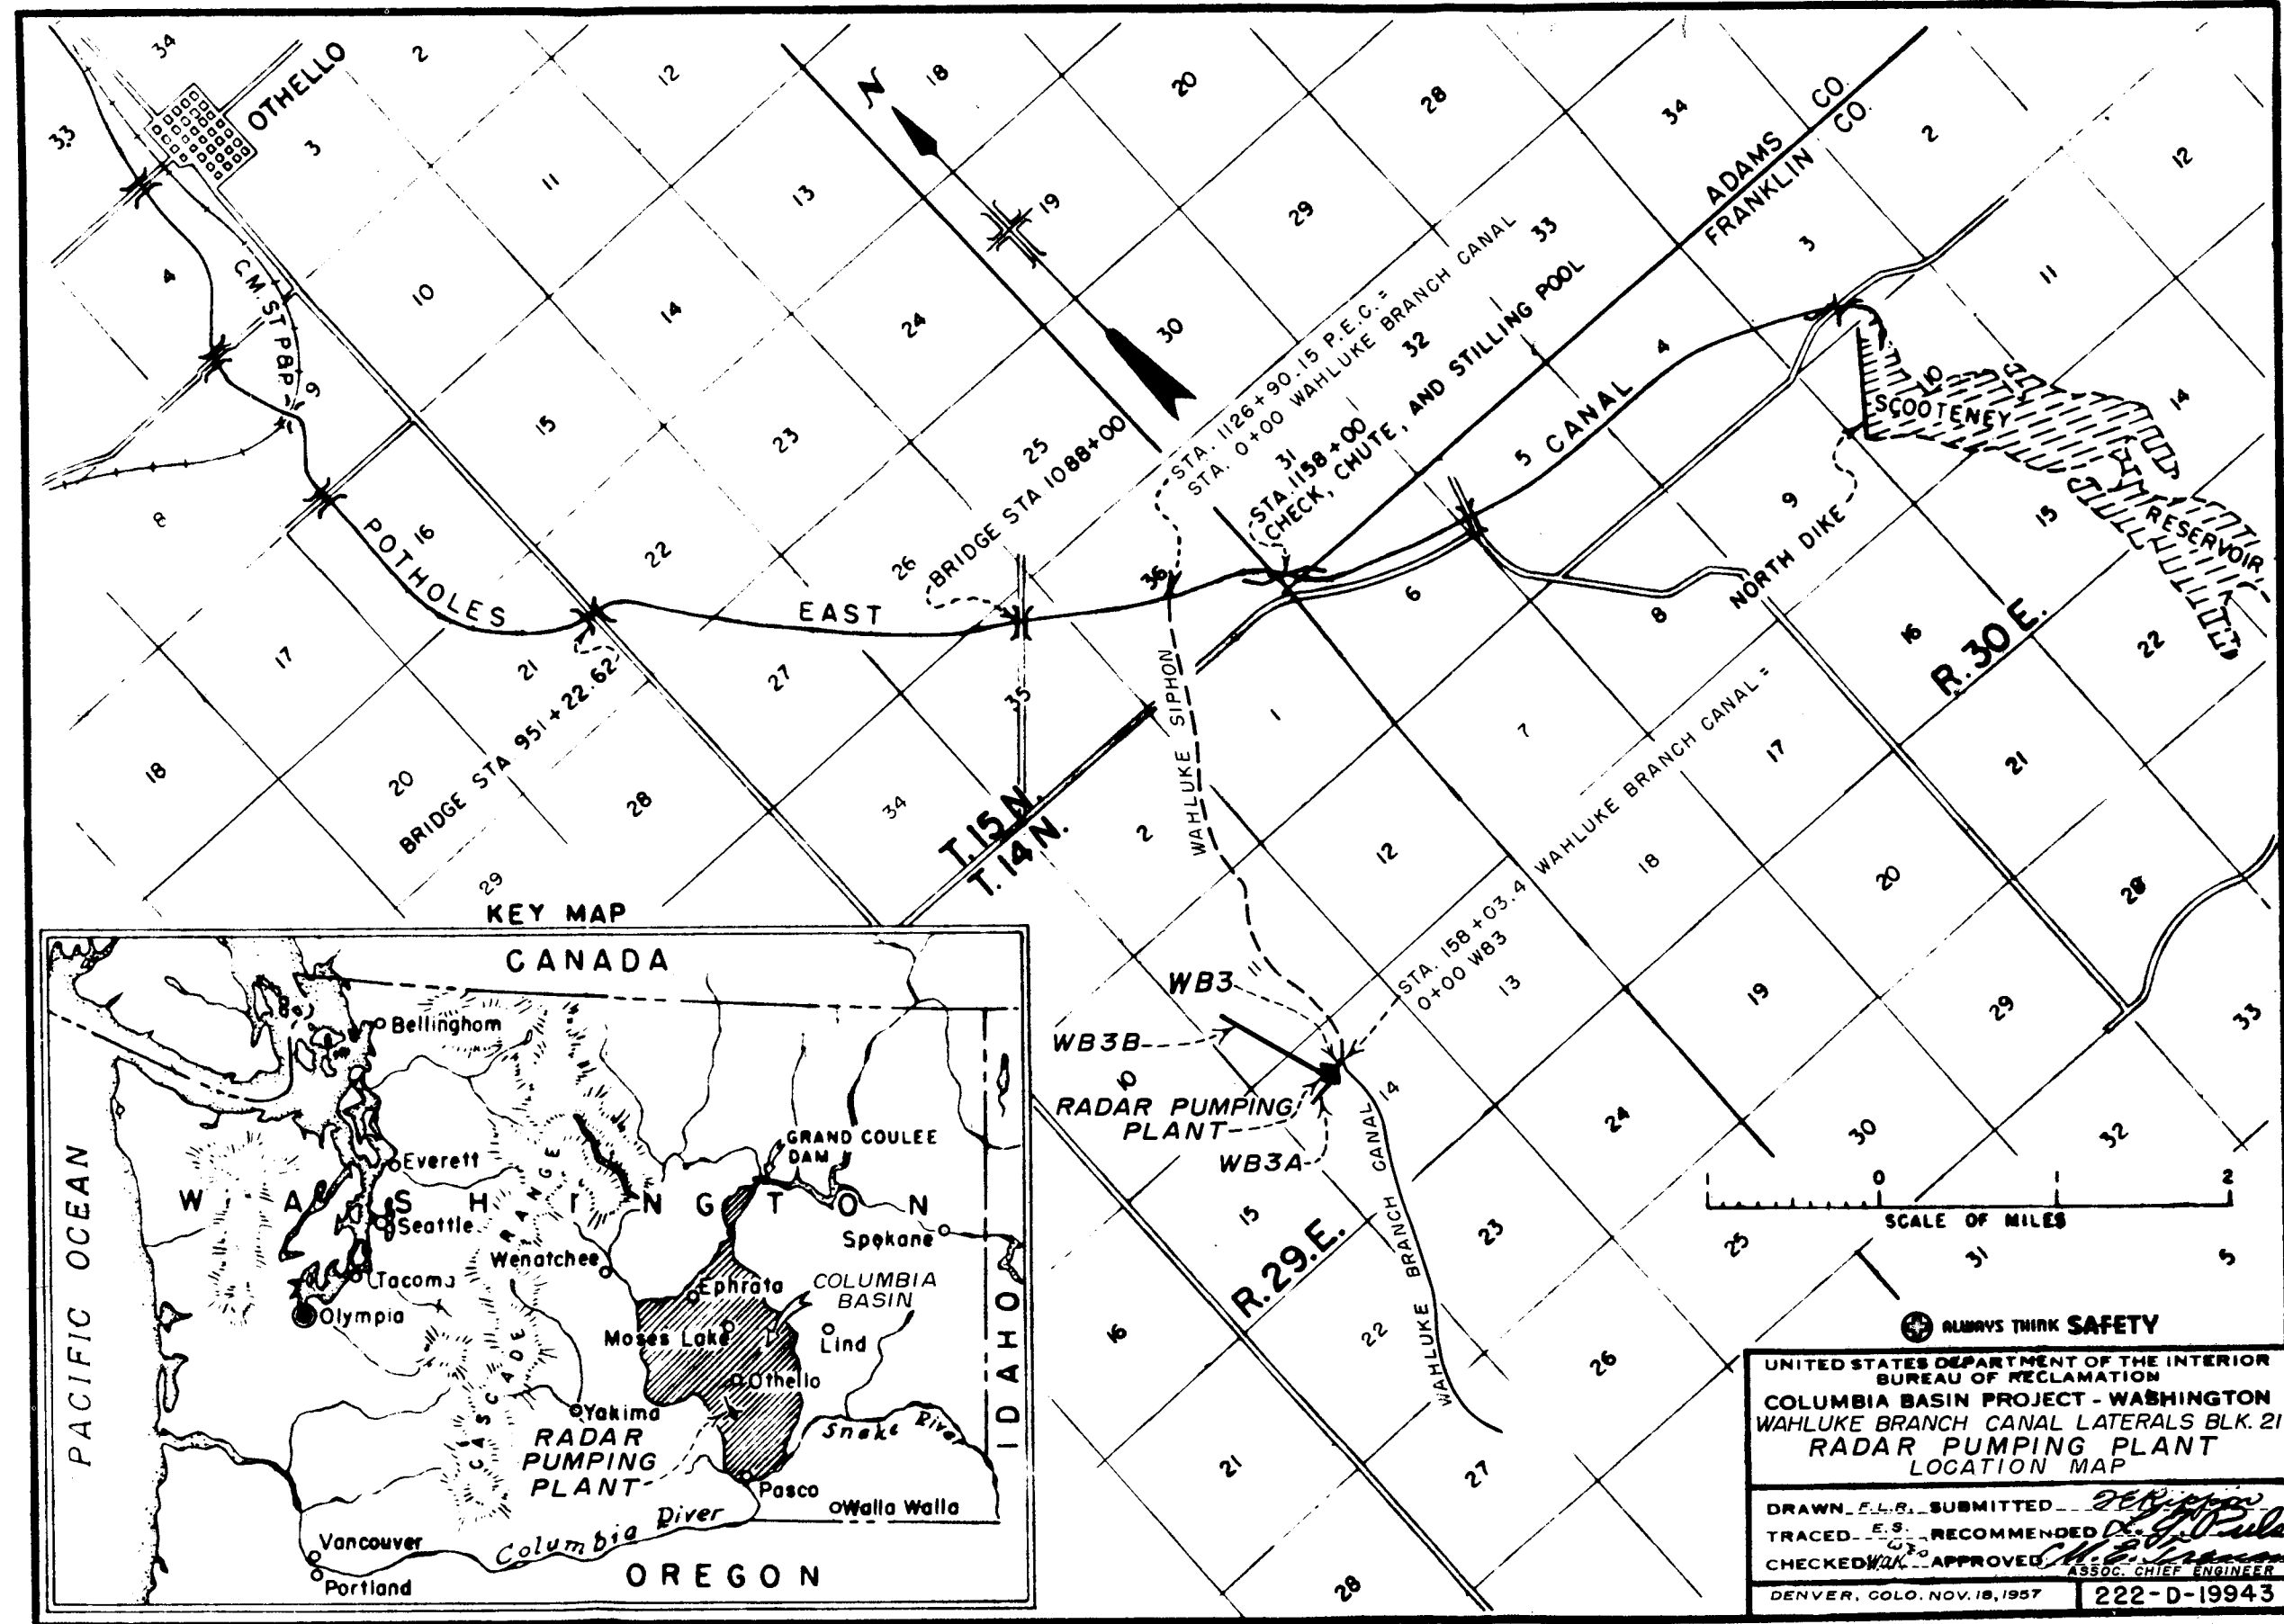 34
2
12
18
20
28
34
2
12
33
OTHELLO
3
11
13
19
29
33
3
11
N
ADAMS CO.
FRANKLIN CO.
4
C.M. ST P&P
9
10
14
24
30
32
4
10
14
STA. 1126+90.15 P.E.C. =
STA. 0+00 WAHLUKE BRANCH CANAL
STA. 1158+00
CHECK, CHUTE, AND STILLING POOL
SCOOTENEY
RESERVOIR
8
15
23
25
31
5
CANAL
9
15
POTHOLES
16
22
26
BRIDGE STA 1088+00
36
EAST
6
8
NORTH DIKE
16
22
R. 30 E.
17
21
27
35
BRIDGE STA 951+22.62
WAHLUKE SIPHON
1
7
17
21
18
20
28
34
T. 15 N.
T. 14 N.
2
12
18
20
28
29
STA. 158+03.4 WAHLUKE BRANCH CANAL =
0+00 WB3
11
13
19
29
33
WB3
WB3B
10
RADAR PUMPING
PLANT
WB3A
14
24
30
32
WAHLUKE BRANCH CANAL
15
R. 29. E.
23
25
31
5
16
22
26
21
27
28
0
2
SCALE OF MILES
KEY MAP
CANADA
Bellingham
PACIFIC OCEAN
Everett
GRAND COULEE
DAM
WASHINGTON
Seattle
CASCADE RANGE
Spokane
Wenatchee
Tacoma
Ephrata
COLUMBIA
BASIN
Olympia
Moses Lake
Lind
IDAHO
Othello
Yakima
RADAR
PUMPING
PLANT
Snake River
Pasco
Walla Walla
Vancouver
Columbia River
Portland
OREGON
ALWAYS THINK SAFETY
UNITED STATES DEPARTMENT OF THE INTERIOR
BUREAU OF RECLAMATION
COLUMBIA BASIN PROJECT - WASHINGTON
WAHLUKE BRANCH CANAL LATERALS BLK. 21
RADAR PUMPING PLANT
LOCATION MAP
DRAWN F.L.R. SUBMITTED
TRACED E.S. RECOMMENDED
CHECKED APPROVED
ASSOC. CHIEF ENGINEER
DENVER, COLO. NOV. 18, 1957
222-D-19943